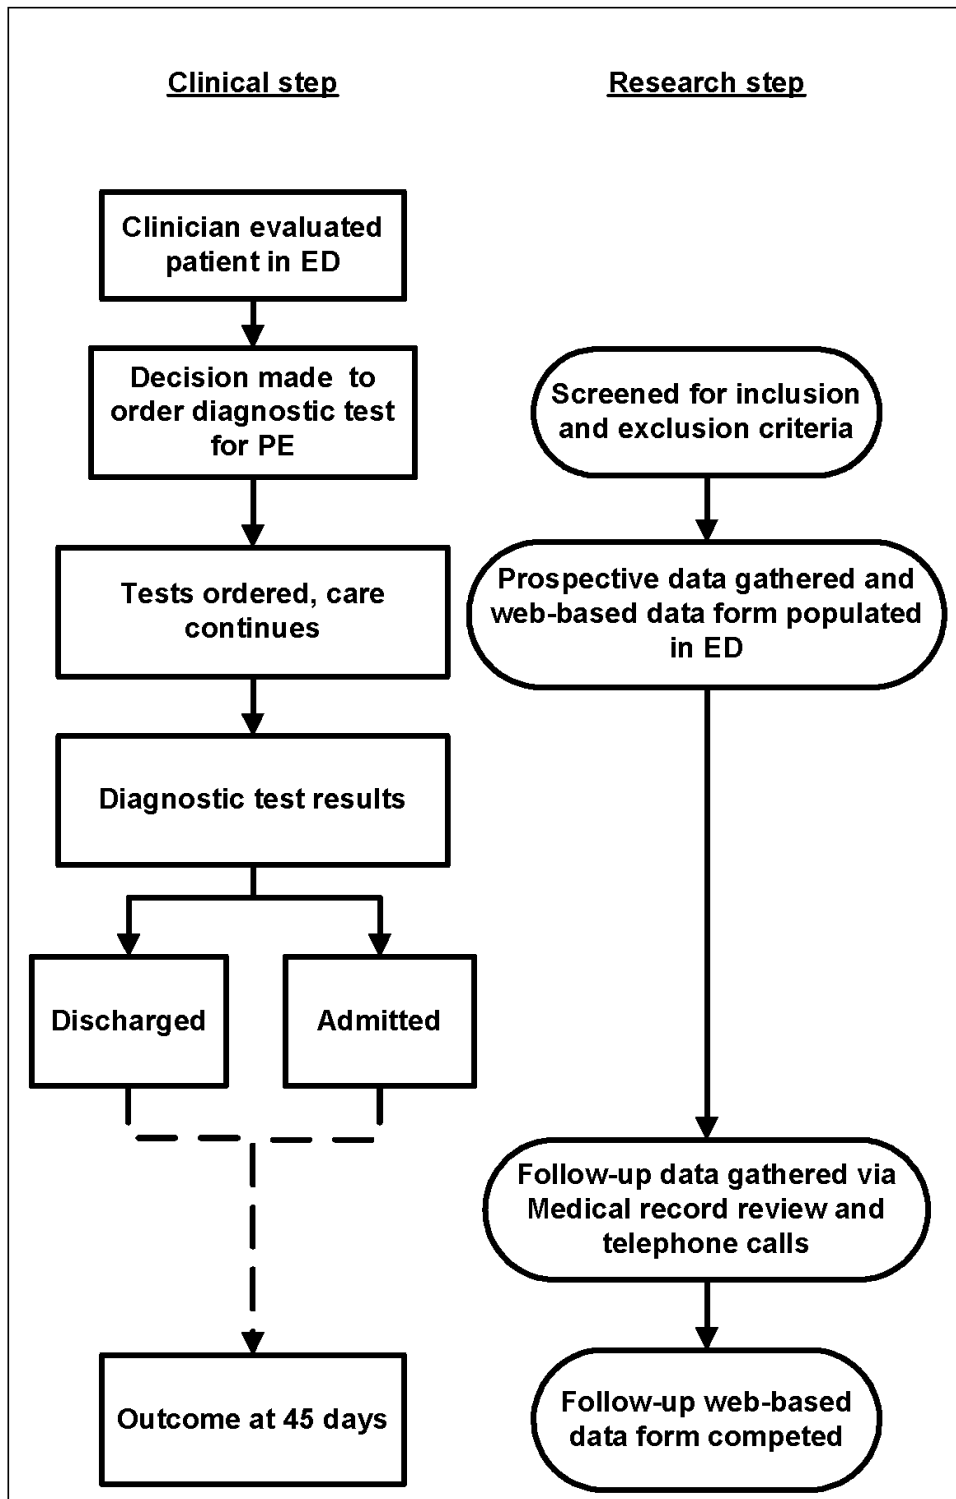 Clinical step
Research step
Clinician evaluated
patient in ED
Decision made to
order diagnostic test
for PE
Screened for inclusion
and exclusion criteria
Tests ordered, care
continues
Prospective data gathered and
web-based data form populated
in ED
Diagnostic test results
Discharged
Admitted
Follow-up data gathered via
Medical record review and
telephone calls
Outcome at 45 days
Follow-up web-based
data form competed